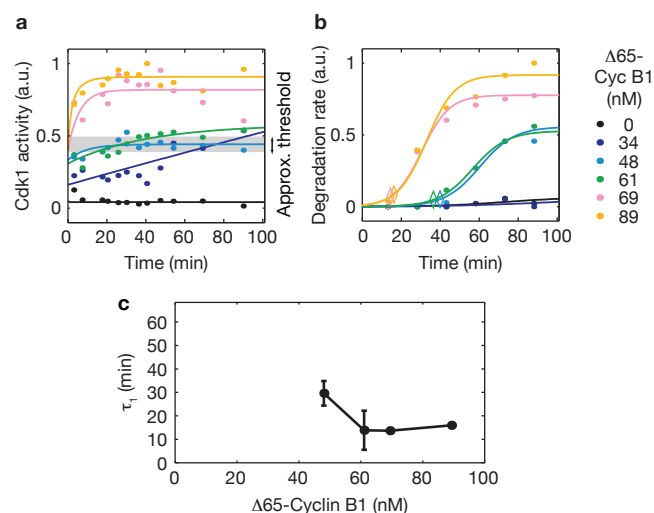 a
Cdk1 activity (a.u.)
1
0.5
0
0 20 40 60 80 100
Time (min)
Approx. threshold
b
Degradation rate (a.u.)
1
0.5
0
0 20 40 60 80 100
Time (min)
Δ65-
Cyc B1
(nM)
0
34
48
61
69
89
c
τ1 (min)
60
50
40
30
20
10
0
0 20 40 60 80 100
Δ65-Cyclin B1 (nM)